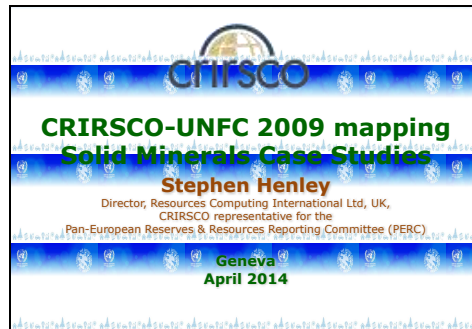 crirsco
CRIRSCO-UNFC 2009 mapping
Solid Minerals Case Studies
Stephen Henley
Director, Resources Computing International Ltd, UK,
CRIRSCO representative for the
Pan-European Reserves & Resources Reporting Committee (PERC)
Geneva
April 2014